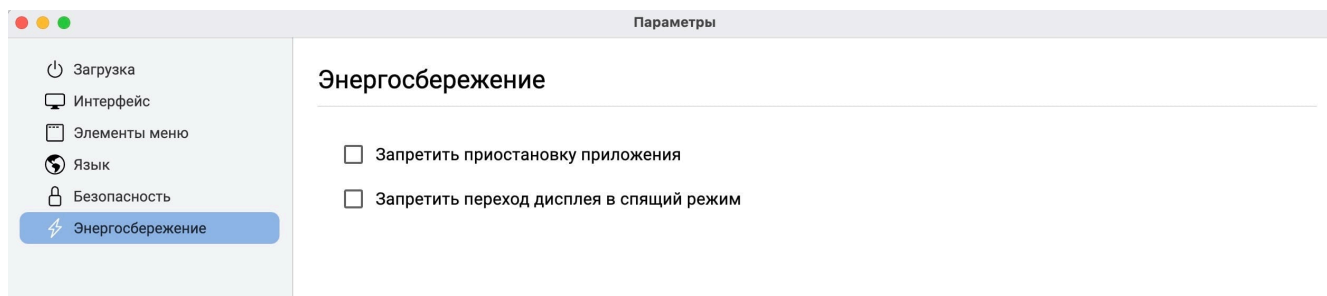 Параметры
Загрузка
Интерфейс
Элементы меню
Язык
Безопасность
Энергосбережение
Энергосбережение
Запретить приостановку приложения
Запретить переход дисплея в спящий режим